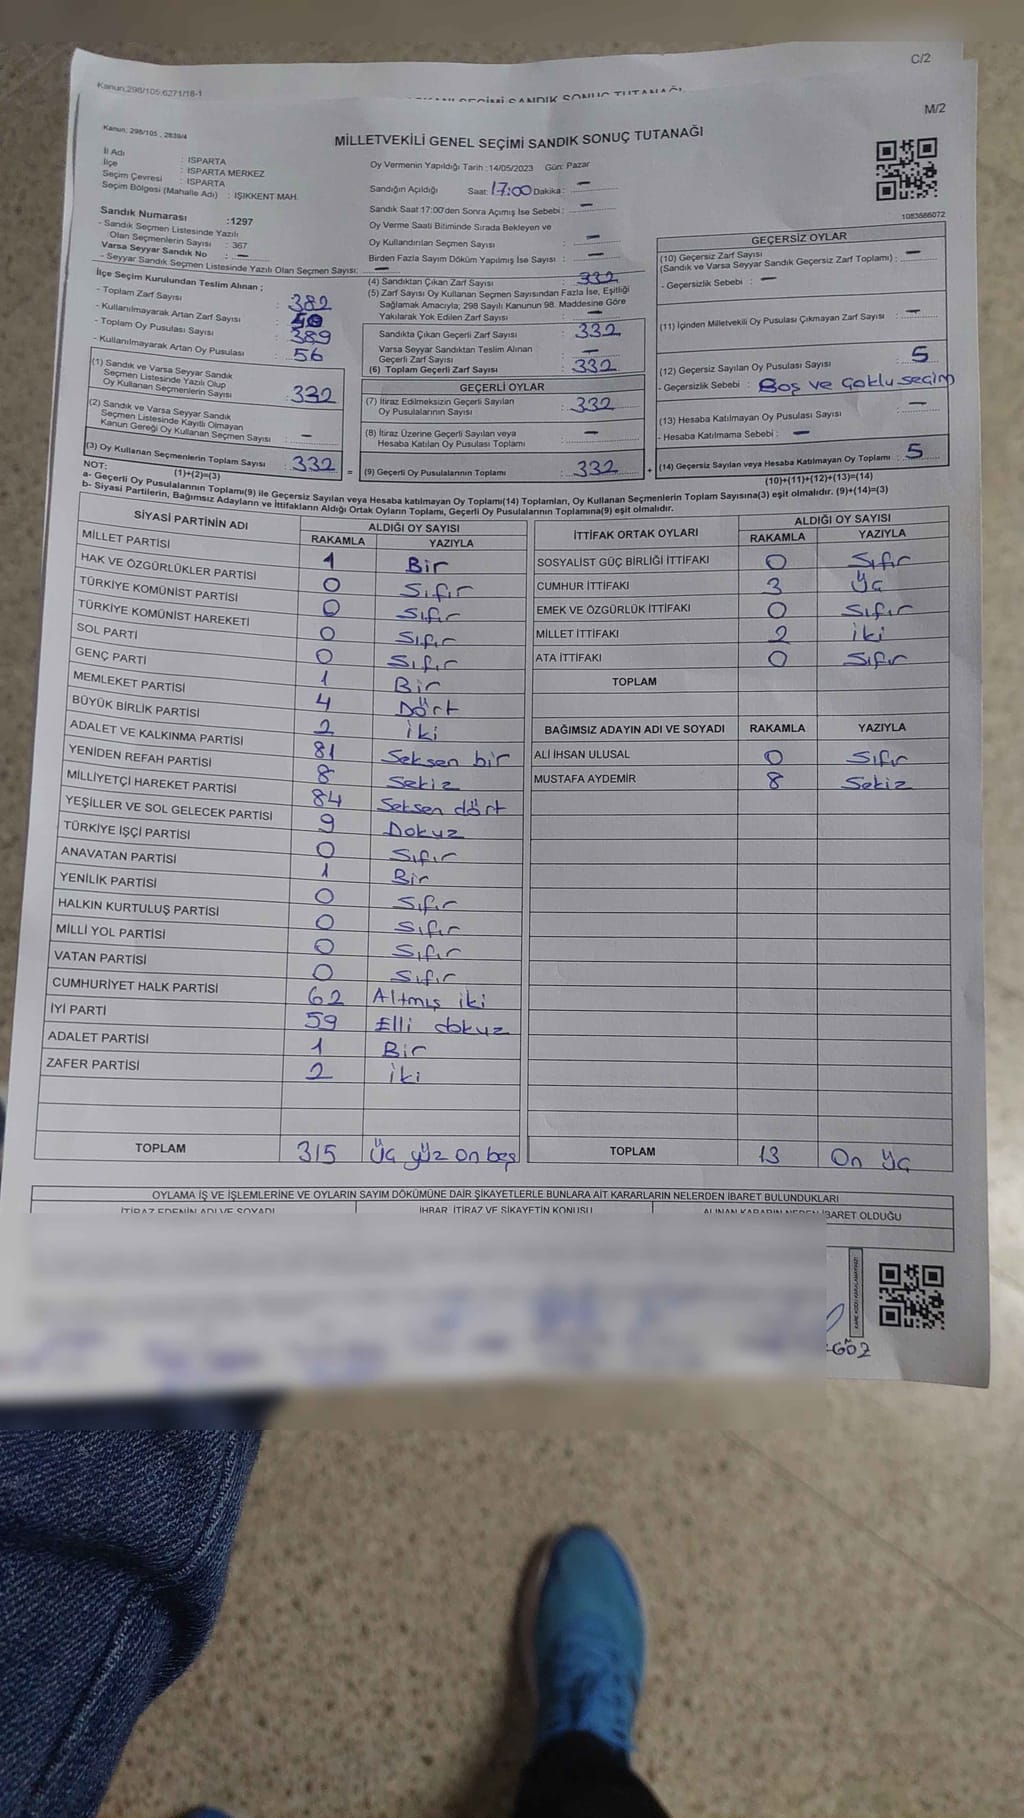 C/2
Kanun,298/105,6271/18-1
M/2
Kanun: 298/105 , 2839/4
MİLLETVEKİLİ GENEL SEÇİMİ SANDIK SONUÇ TUTANAĞI
İl Adı : ISPARTA
İlçe : ISPARTA MERKEZ
Seçim Çevresi : ISPARTA
Seçim Bölgesi (Mahalle Adı) : IŞIKKENT MAH.
Sandık Numarası :1297
- Sandık Seçmen Listesinde Yazılı
Olan Seçmenlerin Sayısı : 367
Varsa Seyyar Sandık No : —
- Seyyar Sandık Seçmen Listesinde Yazılı Olan Seçmen Sayısı: —
İlçe Seçim Kurulundan Teslim Alınan ;
- Toplam Zarf Sayısı : 382
- Kullanılmayarak Artan Zarf Sayısı : 50
- Toplam Oy Pusulası Sayısı : 389
- Kullanılmayarak Artan Oy Pusulası : 56
(1) Sandık ve Varsa Seyyar Sandık
Seçmen Listesinde Yazılı Olup
Oy Kullanan Seçmenlerin Sayısı : 332
(2) Sandık ve Varsa Seyyar Sandık
Seçmen Listesinde Kayıtlı Olmayan
Kanun Gereği Oy Kullanan Seçmen Sayısı : —
(3) Oy Kullanan Seçmenlerin Toplam Sayısı : 332
(1)+(2)=(3)
Oy Vermenin Yapıldığı Tarih :14/05/2023 Gün: Pazar
Sandığın Açıldığı Saat: 17:00 Dakika : —
Sandık Saat 17:00'den Sonra Açımış İse Sebebi : —
Oy Verme Saati Bitiminde Sırada Bekleyen ve
Oy Kullandırılan Seçmen Sayısı : —
Birden Fazla Sayım Döküm Yapılmış İse Sayısı : —
(4) Sandıktan Çıkan Zarf Sayısı : 332
(5) Zarf Sayısı Oy Kullanan Seçmen Sayısından Fazla İse, Eşitliği
Sağlamak Amacıyla; 298 Sayılı Kanunun 98. Maddesine Göre
Yakılarak Yok Edilen Zarf Sayısı : —
Sandıkta Çıkan Geçerli Zarf Sayısı : 332
Varsa Seyyar Sandıktan Teslim Alınan
Geçerli Zarf Sayısı : —
(6) Toplam Geçerli Zarf Sayısı : 332
GEÇERLİ OYLAR
(7) İtiraz Edilmeksizin Geçerli Sayılan
Oy Pusulalarının Sayısı : 332
(8) İtiraz Üzerine Geçerli Sayılan veya
Hesaba Katılan Oy Pusulası Toplamı : —
= (9) Geçerli Oy Pusulalarının Toplamı : 332 +
1083666072
GEÇERSİZ OYLAR
(10) Geçersiz Zarf Sayısı
(Sandık ve Varsa Seyyar Sandık Geçersiz Zarf Toplamı) : —
- Geçersizlik Sebebi : —
(11) İçinden Milletvekili Oy Pusulası Çıkmayan Zarf Sayısı : —
(12) Geçersiz Sayılan Oy Pusulası Sayısı : 5
- Geçersizlik Sebebi : Boş ve Çoklu seçim
(13) Hesaba Katılmayan Oy Pusulası Sayısı : —
- Hesaba Katılmama Sebebi : —
(14) Geçersiz Sayılan veya Hesaba Katılmayan Oy Toplamı : 5
(10)+(11)+(12)+(13)=(14)
NOT:
a- Geçerli Oy Pusulalarının Toplamı(9) ile Geçersiz Sayılan veya Hesaba katılmayan Oy Toplamı(14) Toplamları, Oy Kullanan Seçmenlerin Toplam Sayısına(3) eşit olmalıdır. (9)+(14)=(3)
b- Siyasi Partilerin, Bağımsız Adayların ve İttifakların Aldığı Ortak Oyların Toplamı, Geçerli Oy Pusulalarının Toplamına(9) eşit olmalıdır.
SİYASİ PARTİNİN ADI ALDIĞI OY SAYISI
RAKAMLA YAZIYLA
MİLLET PARTİSİ 1 Bir
HAK VE ÖZGÜRLÜKLER PARTİSİ 0 Sıfır
TÜRKİYE KOMÜNİST PARTİSİ 0 Sıfır
TÜRKİYE KOMÜNİST HAREKETİ 0 Sıfır
SOL PARTİ 0 Sıfır
GENÇ PARTİ 1 Bir
MEMLEKET PARTİSİ 4 Dört
BÜYÜK BİRLİK PARTİSİ 2 İki
ADALET VE KALKINMA PARTİSİ 81 Seksen bir
YENİDEN REFAH PARTİSİ 8 Sekiz
MİLLİYETÇİ HAREKET PARTİSİ 84 Seksen dört
YEŞİLLER VE SOL GELECEK PARTİSİ 9 Dokuz
TÜRKİYE İŞÇİ PARTİSİ 0 Sıfır
ANAVATAN PARTİSİ 1 Bir
YENİLİK PARTİSİ 0 Sıfır
HALKIN KURTULUŞ PARTİSİ 0 Sıfır
MİLLİ YOL PARTİSİ 0 Sıfır
VATAN PARTİSİ 0 Sıfır
CUMHURİYET HALK PARTİSİ 62 Altmış iki
İYİ PARTİ 59 Elli dokuz
ADALET PARTİSİ 1 Bir
ZAFER PARTİSİ 2 İki
TOPLAM 315 Üç yüz on beş
İTTİFAK ORTAK OYLARI ALDIĞI OY SAYISI
RAKAMLA YAZIYLA
SOSYALİST GÜÇ BİRLİĞİ İTTİFAKI 0 Sıfır
CUMHUR İTTİFAKI 3 Üç
EMEK VE ÖZGÜRLÜK İTTİFAKI 0 Sıfır
MİLLET İTTİFAKI 2 İki
ATA İTTİFAKI 0 Sıfır
TOPLAM
BAĞIMSIZ ADAYIN ADI VE SOYADI RAKAMLA YAZIYLA
ALİ İHSAN ULUSAL 0 Sıfır
MUSTAFA AYDEMİR 8 Sekiz
TOPLAM 13 On Üç
OYLAMA İŞ VE İŞLEMLERİNE VE OYLARIN SAYIM DÖKÜMÜNE DAİR ŞİKAYETLERLE BUNLARA AİT KARARLARIN NELERDEN İBARET BULUNDUKLARI
İTİRAZ EDENİN ADI VE SOYADI İHBAR, İTİRAZ VE ŞİKAYETİN KONUSU ALINAN KARARIN NEDEN İBARET OLDUĞU